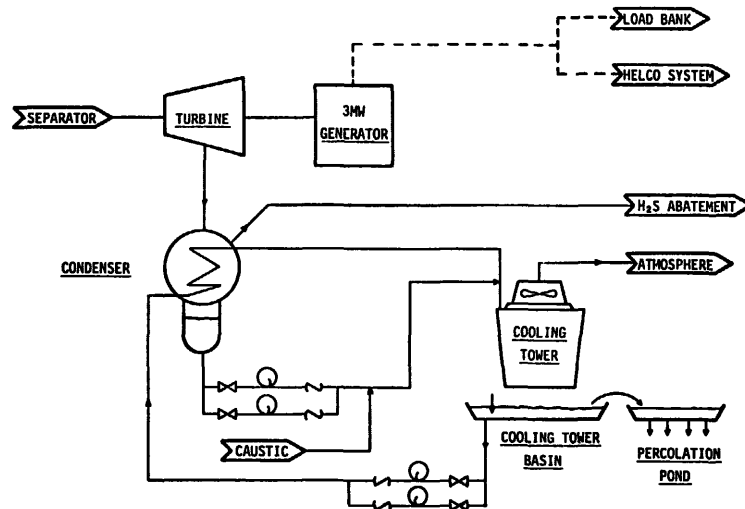 LOAD BANK
HELCO SYSTEM
SEPARATOR
TURBINE
3MW
GENERATOR
H₂S ABATEMENT
CONDENSER
ATMOSPHERE
COOLING
TOWER
CAUSTIC
COOLING TOWER
BASIN
PERCOLATION
POND